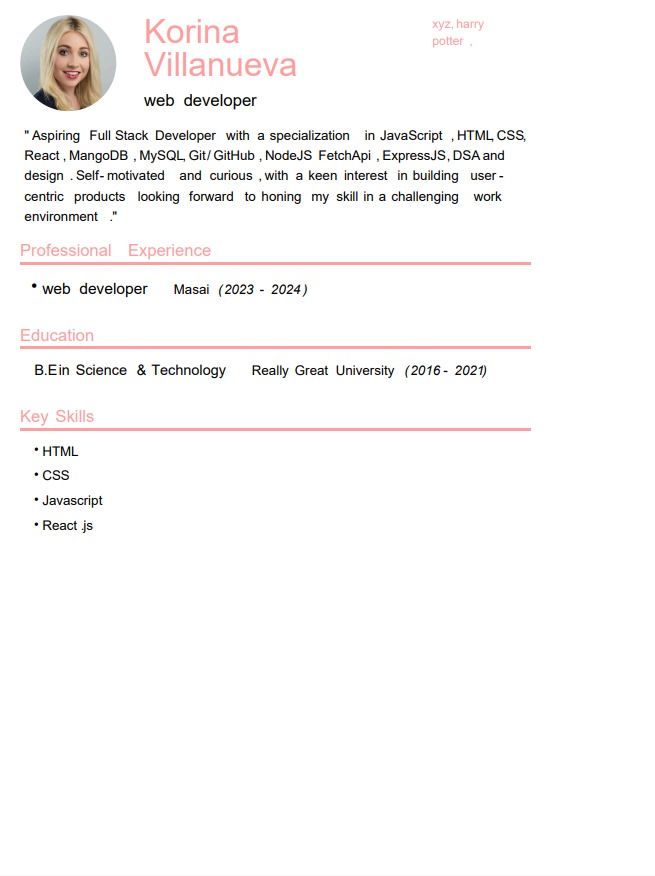 Korina
Villanueva
web developer
xyz, harry
potter ,
" Aspiring Full Stack Developer with a specialization in JavaScript , HTML, CSS,
React , MangoDB , MySQL, Git / GitHub , NodeJS FetchApi , ExpressJS, DSA and
design . Self- motivated and curious , with a keen interest in building user -
centric products looking forward to honing my skill in a challenging work
environment ."
Professional Experience
• web developer Masai (2023 - 2024)
Education
B.Ein Science & Technology Really Great University (2016 - 2021)
Key Skills
• HTML
• CSS
• Javascript
• React .js